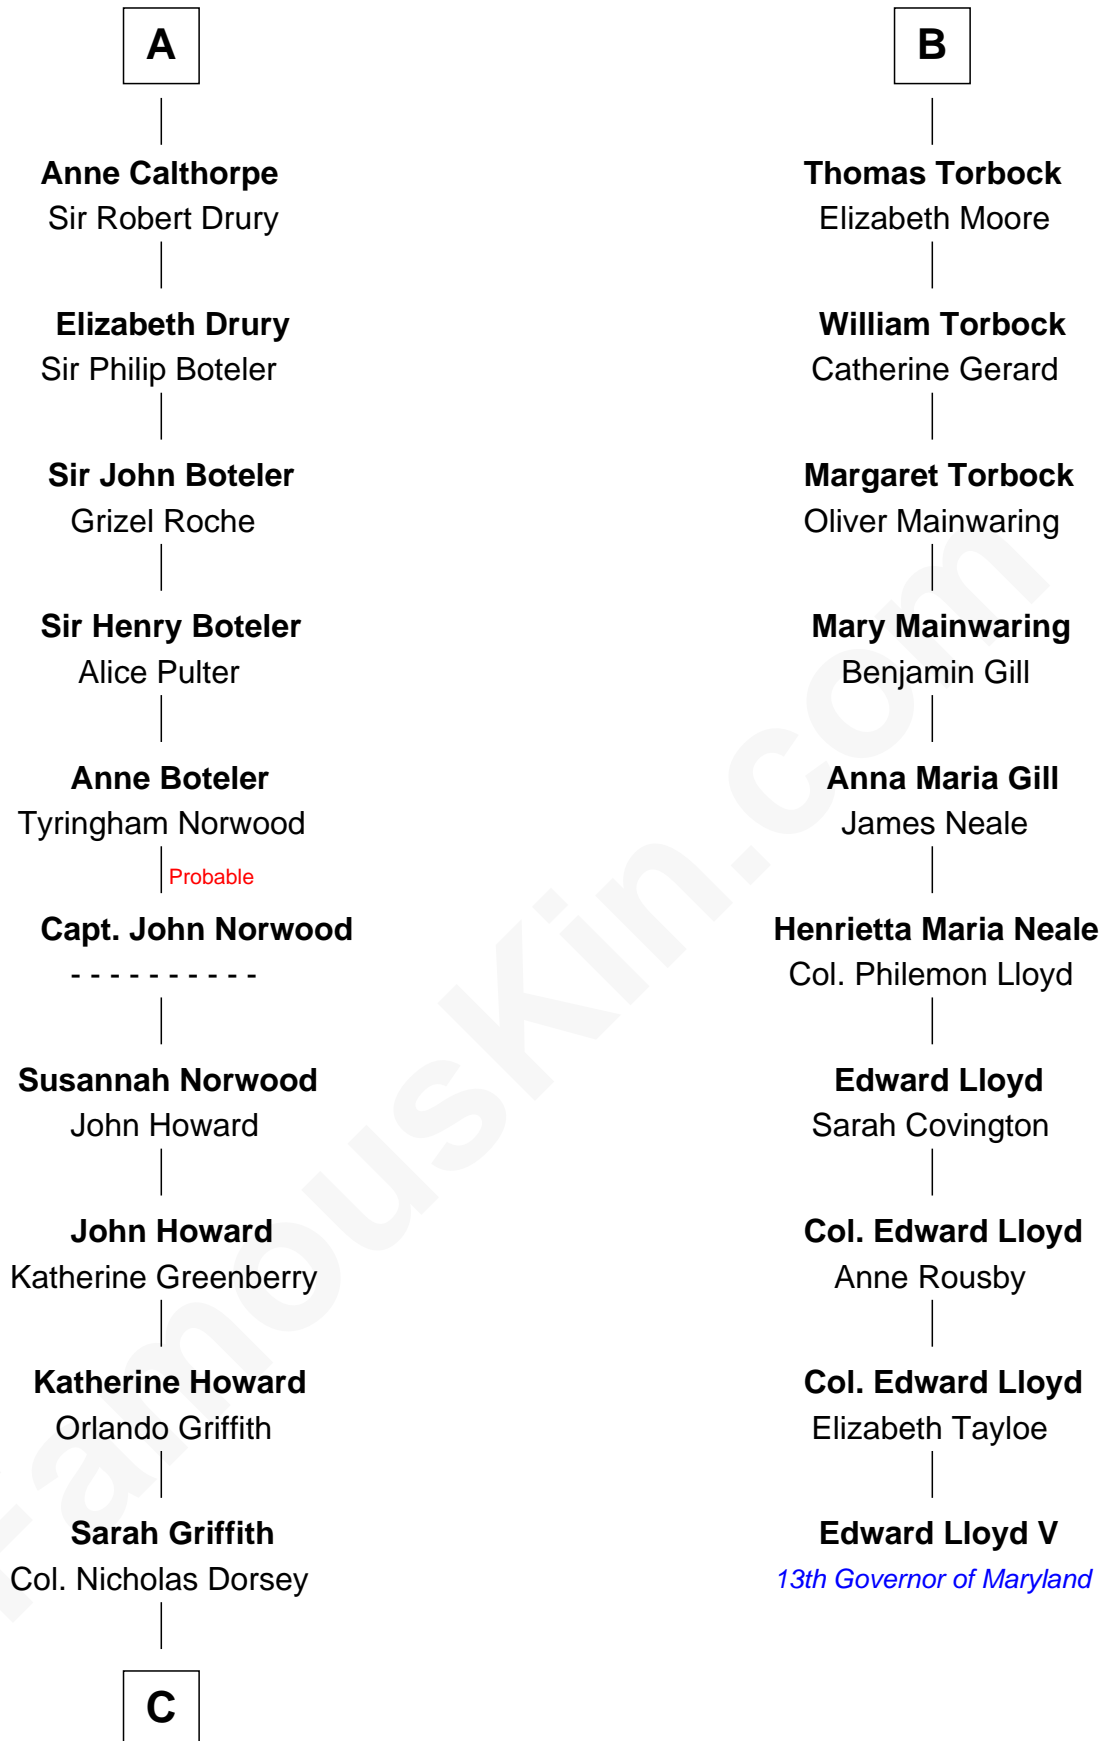 A
Anne Calthorpe
Sir Robert Drury
Elizabeth Drury
Sir Philip Boteler
Sir John Boteler
Grizel Roche
Sir Henry Boteler
Alice Pulter
Anne Boteler
Tyringham Norwood
Probable
Capt. John Norwood
- - - - - - - - - -
Susannah Norwood
John Howard
John Howard
Katherine Greenberry
Katherine Howard
Orlando Griffith
Sarah Griffith
Col. Nicholas Dorsey
C
B
Thomas Torbock
Elizabeth Moore
William Torbock
Catherine Gerard
Margaret Torbock
Oliver Mainwaring
Mary Mainwaring
Benjamin Gill
Anna Maria Gill
James Neale
Henrietta Maria Neale
Col. Philemon Lloyd
Edward Lloyd
Sarah Covington
Col. Edward Lloyd
Anne Rousby
Col. Edward Lloyd
Elizabeth Tayloe
Edward Lloyd V
13th Governor of Maryland
FamousKin.com